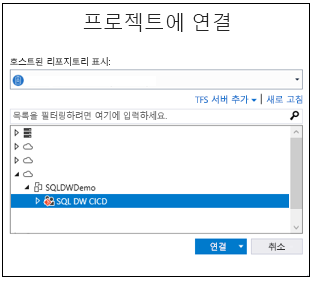 프로젝트에 연결
호스트된 리포지토리 표시:
TFS 서버 추가 | 새로 고침
목록을 필터링하려면 여기에 입력하세요.
SQLDWDemo
SQL DW CICD
연결 취소